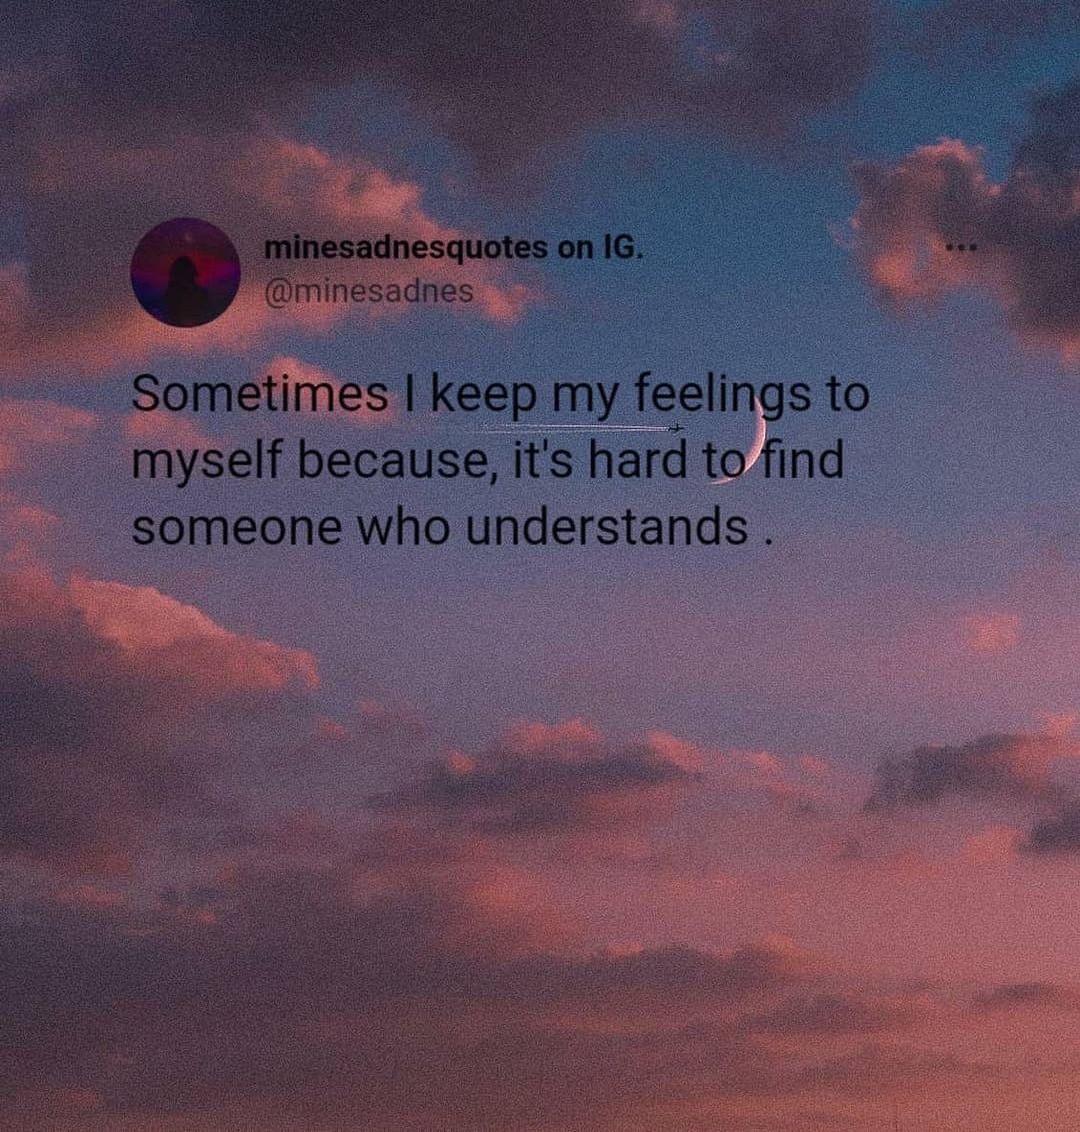 minesadnesquotes on IG.
@minesadnes
Sometimes I keep my feelings to
myself because, it's hard to find
someone who understands .